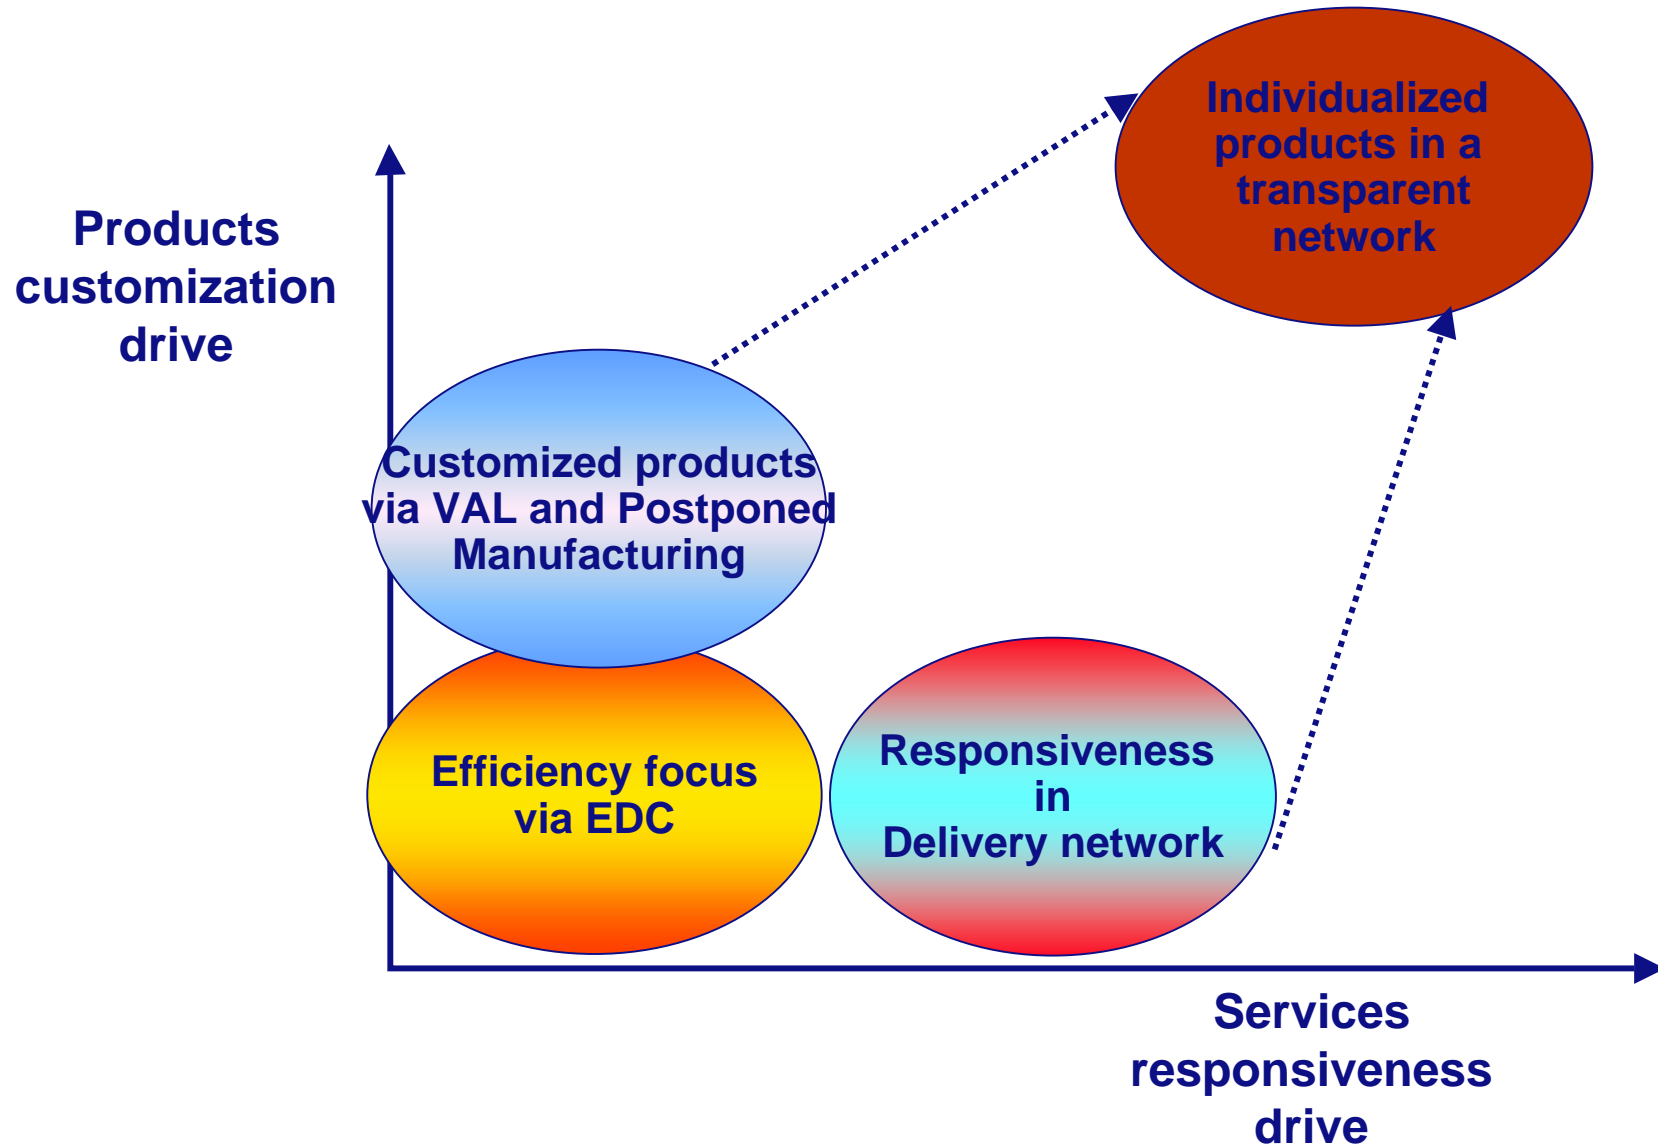 Individualized
products in a
transparent
network
Products
customization
drive
Customized products
via VAL and Postponed
Manufacturing
Efficiency focus
via EDC
Responsiveness
in
Delivery network
Services
responsiveness
drive